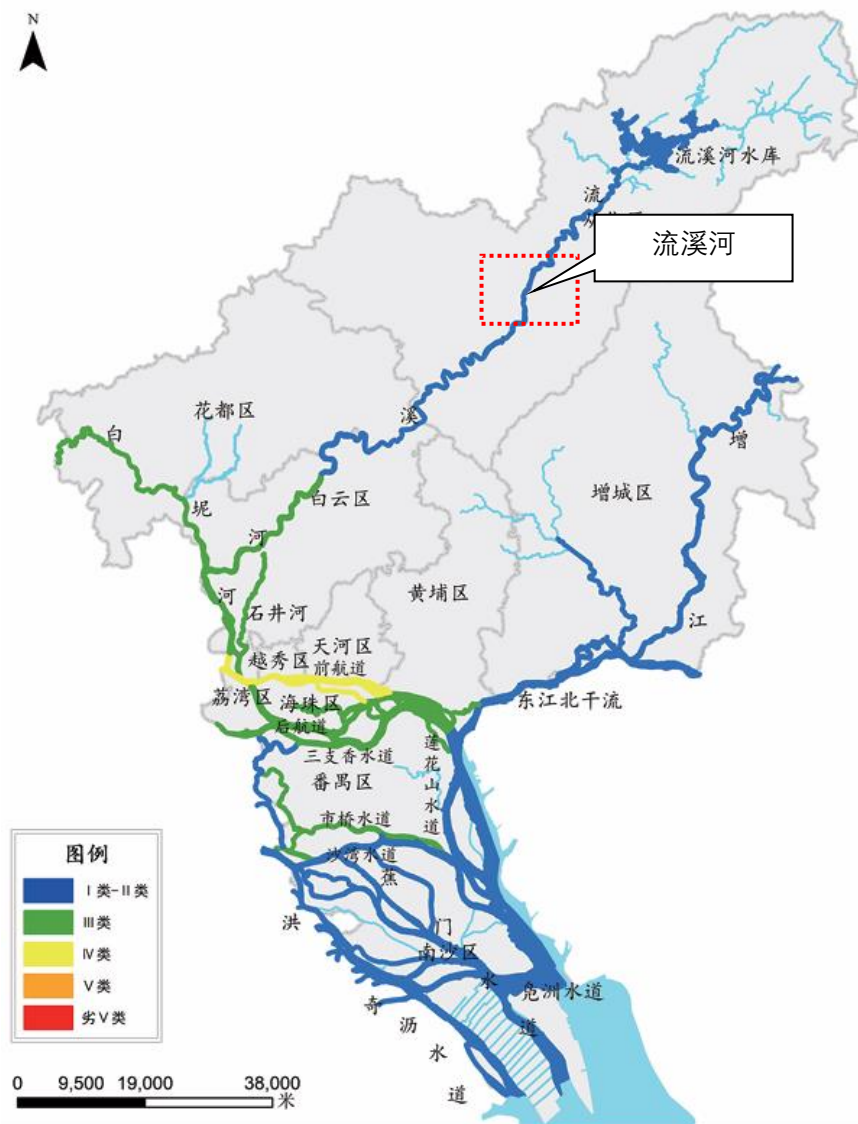 N
流溪河水库
流
流溪河
溪
花都区
白
坭
河
白云区
河
石井河
增
增城区
江
黄埔区
天河区
越秀区
前航道
荔湾区
海珠区
后航道
东江北干流
三支香水道
莲花山水道
番禺区
市桥水道
沙湾水道
蕉
门
水
道
南沙区
凫洲水道
洪
奇
沥
水
道
图例
Ⅰ类-Ⅱ类
Ⅲ类
Ⅳ类
Ⅴ类
劣Ⅴ类
0 9,500 19,000 38,000
米